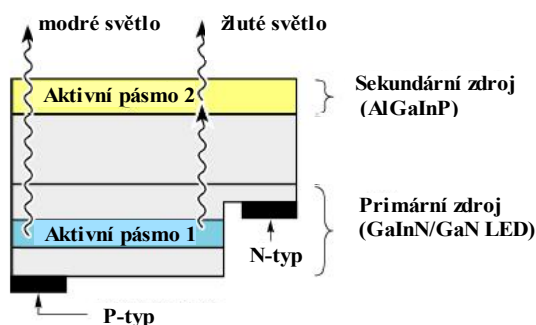 modré světlo
žluté světlo
Aktivní pásmo 2
Sekundární zdroj
(AlGaInP)
Aktivní pásmo 1
Primární zdroj
(GaInN/GaN LED)
N-typ
P-typ